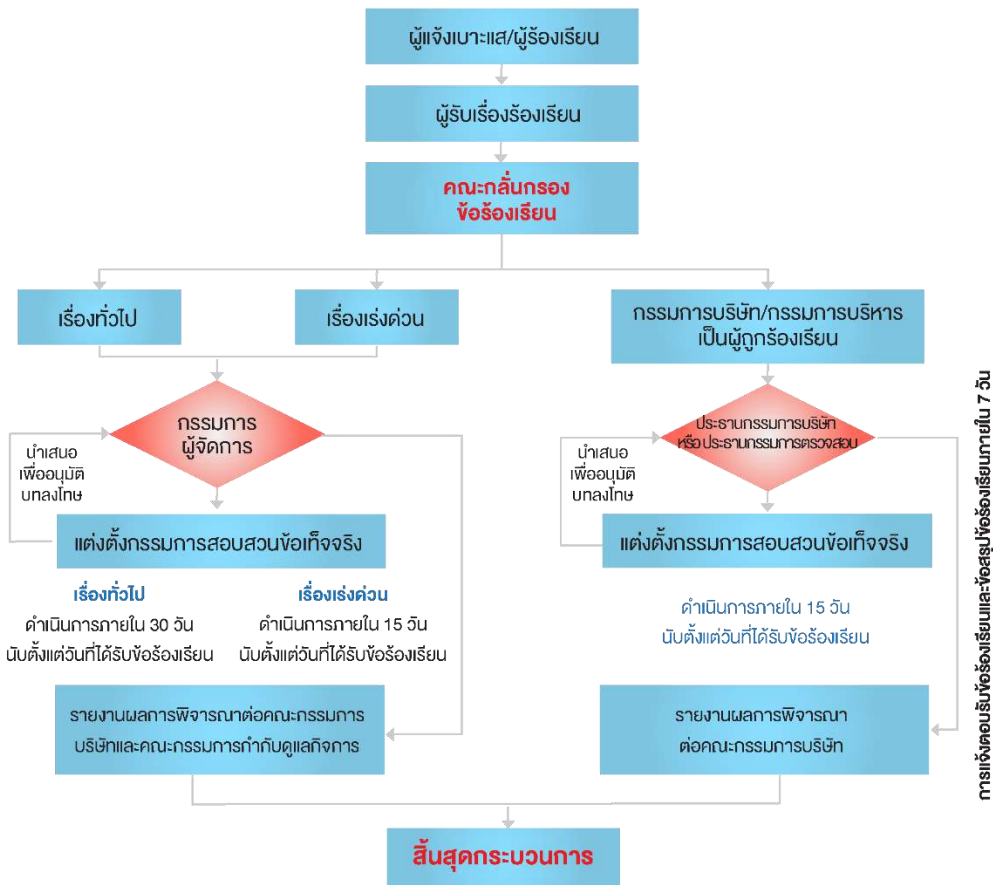 ผู้แจ้งเบาะแส/ผู้ร้องเรียน
ผู้รับเรื่องร้องเรียน
คณะกลั่นกรอง
ข้อร้องเรียน
เรื่องทั่วไป
เรื่องเร่งด่วน
กรรมการบริษัท/กรรมการบริหาร
เป็นผู้ถูกร้องเรียน
กรรมการ
ผู้จัดการ
นำเสนอ
เพื่ออนุมัติ
บทลงโทษ
แต่งตั้งกรรมการสอบสวนข้อเท็จจริง
เรื่องทั่วไป
ดำเนินการภายใน 30 วัน
นับตั้งแต่วันที่ได้รับข้อร้องเรียน
เรื่องเร่งด่วน
ดำเนินการภายใน 15 วัน
นับตั้งแต่วันที่ได้รับข้อร้องเรียน
รายงานผลการพิจารณาต่อคณะกรรมการ
บริษัทและคณะกรรมการกำกับดูแลกิจการ
ประธานกรรมการบริษัท
หรือ ประธานกรรมการตรวจสอบ
นำเสนอ
เพื่ออนุมัติ
บทลงโทษ
แต่งตั้งกรรมการสอบสวนข้อเท็จจริง
ดำเนินการภายใน 15 วัน
นับตั้งแต่วันที่ได้รับข้อร้องเรียน
รายงานผลการพิจารณา
ต่อคณะกรรมการบริษัท
การแจ้งตอบรับข้อร้องเรียนและข้อสรุปข้อร้องเรียนภายใน 7 วัน
สิ้นสุดกระบวนการ